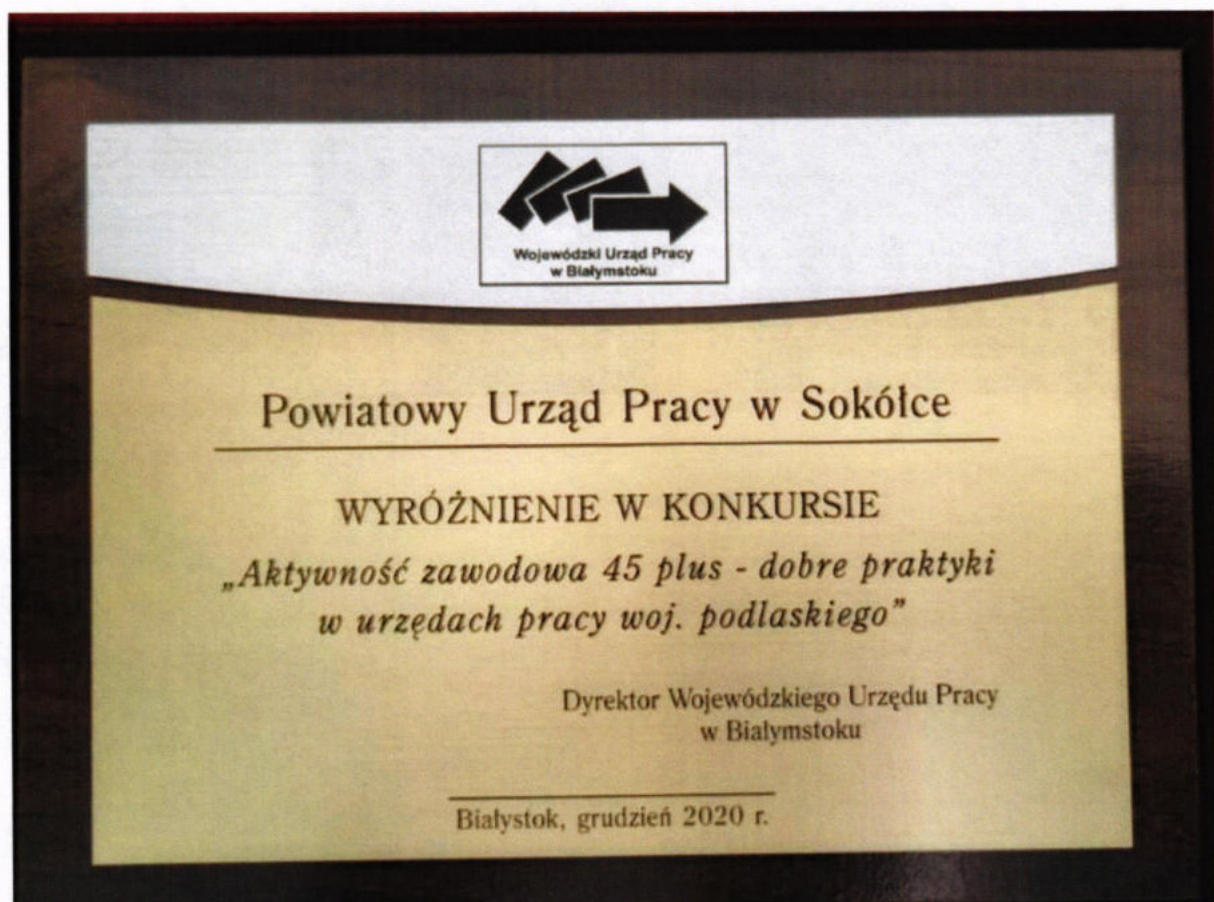 Wojewódzki Urząd Pracy
w Białymstoku
Powiatowy Urząd Pracy w Sokółce
WYRÓŻNIENIE W KONKURSIE
„Aktywność zawodowa 45 plus - dobre praktyki
w urzędach pracy woj. podlaskiego”
Dyrektor Wojewódzkiego Urzędu Pracy
w Białymstoku
Białystok, grudzień 2020 r.